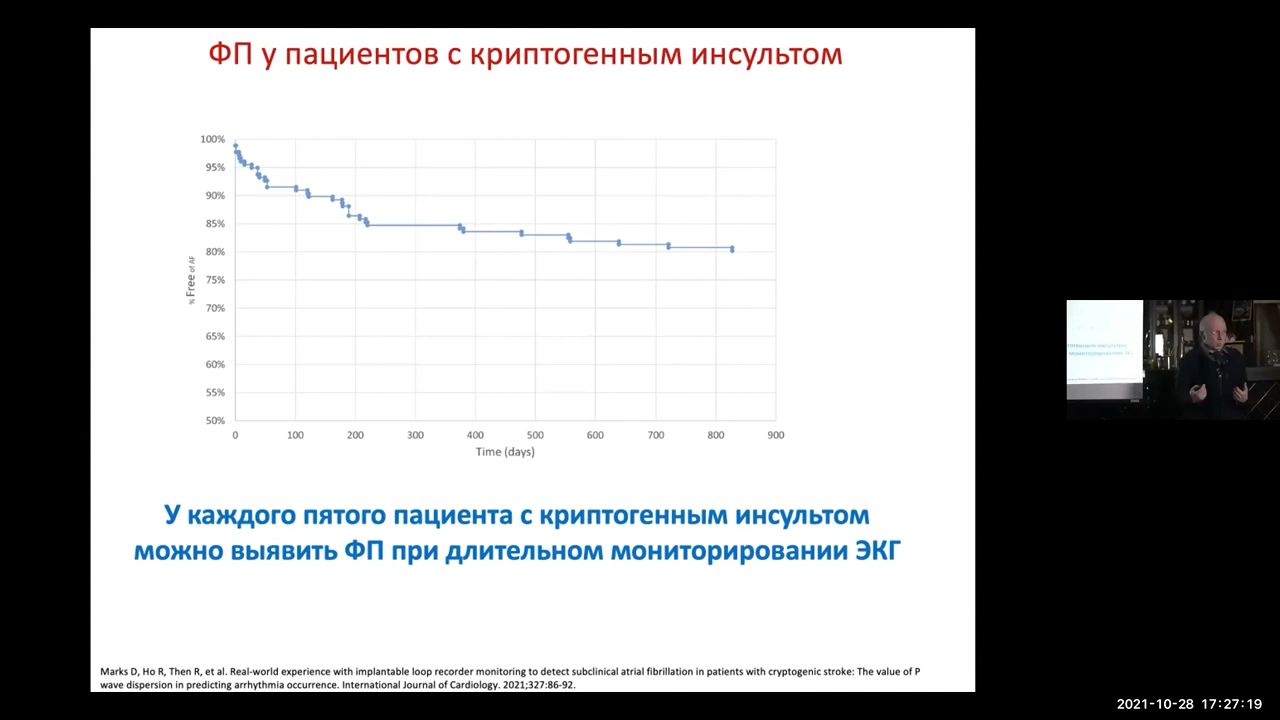 ФП у пациентов с криптогенным инсультом
100%
95%
90%
85%
80%
75%
70%
65%
60%
55%
50%
% Free of AF
0 100 200 300 400 500 600 700 800 900
Time (days)
У каждого пятого пациента с криптогенным инсультом
можно выявить ФП при длительном мониторировании ЭКГ
Marks D, Ho R, Then R, et al. Real-world experience with implantable loop recorder monitoring to detect subclinical atrial fibrillation in patients with cryptogenic stroke: The value of P
wave dispersion in predicting arrhythmia occurrence. International Journal of Cardiology. 2021;327:86-92.
2021-10-28 17:27:19